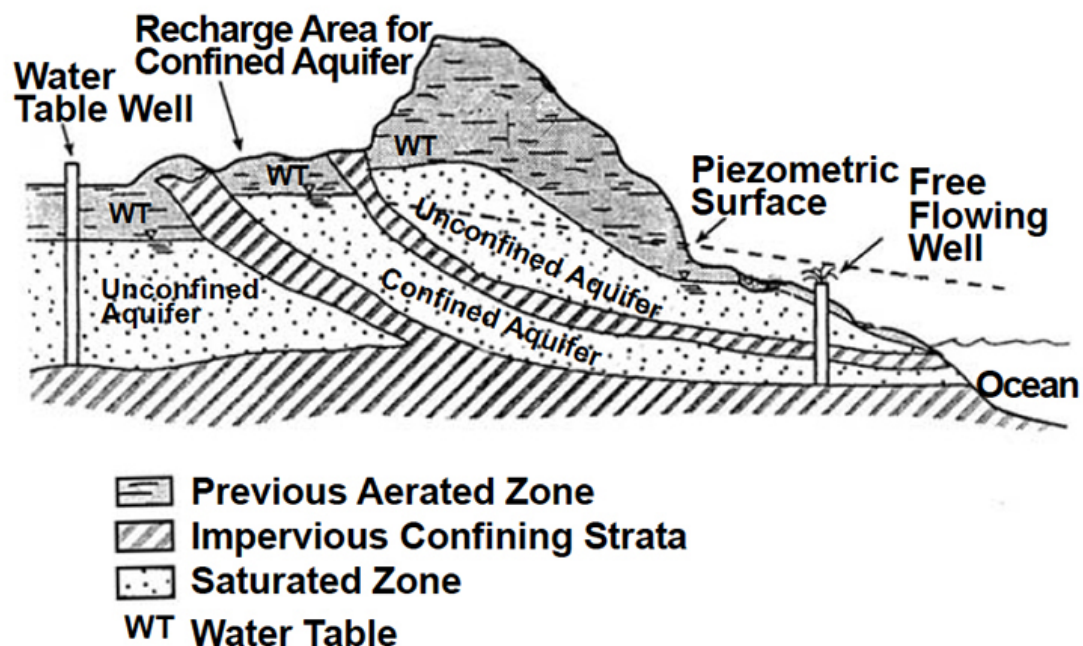 Recharge Area for
Confined Aquifer
Water
Table Well
WT
WT
WT
Piezometric
Surface
Free
Flowing
Well
Unconfined
Aquifer
Unconfined Aquifer
Confined Aquifer
Ocean
Previous Aerated Zone
Impervious Confining Strata
Saturated Zone
WT Water Table